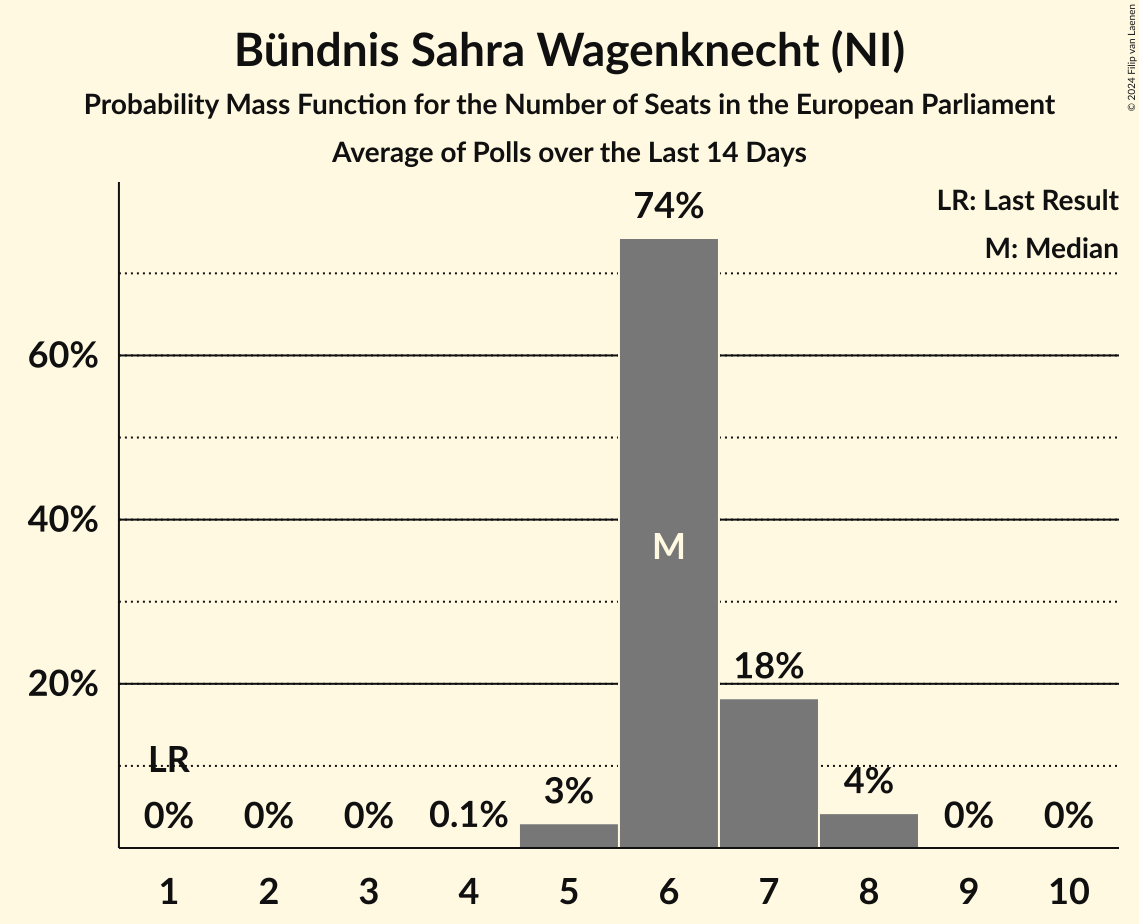 Bündnis Sahra Wagenknecht (NI)
Probability Mass Function for the Number of Seats in the European Parliament
Average of Polls over the Last 14 Days
© 2024 Filip van Laenen
LR: Last Result
M: Median
74%
60%
40%
M
20%
18%
LR
0%
0%
0%
0.1%
3%
4%
0%
0%
1 2 3 4 5 6 7 8 9 10